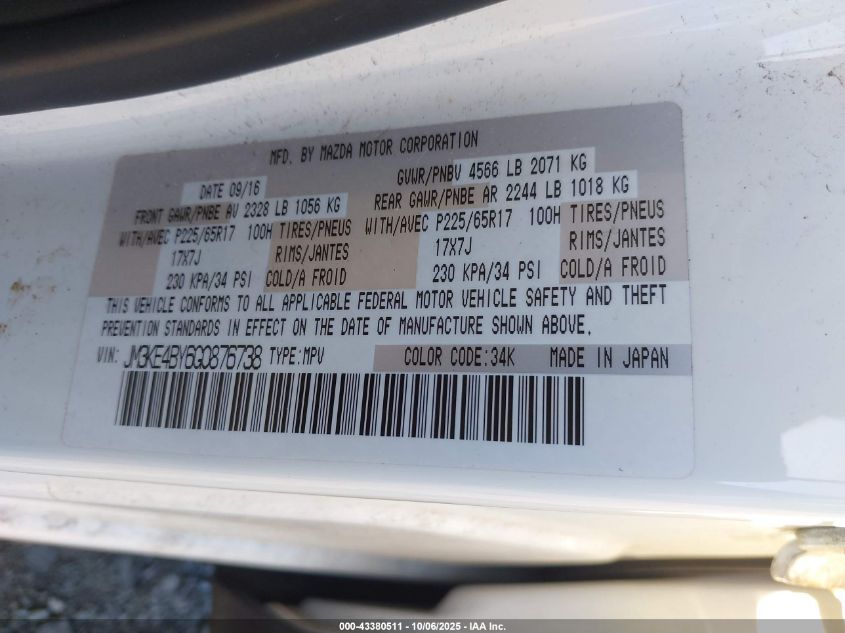 MFD. BY MAZDA MOTOR CORPORATION
DATE 09/16 GVWR/PNBV 4566 LB 2071 KG
FRONT GAWR/PNBE AV 2328 LB 1056 KG REAR GAWR/PNBE AR 2244 LB 1018 KG
WITH/AVEC P225/65R17 100H TIRES/PNEUS WITH/AVEC P225/65R17 100H TIRES/PNEUS
17X7J RIMS/JANTES 17X7J RIMS/JANTES
230 KPA/34 PSI COLD/A FROID 230 KPA/34 PSI COLD/A FROID
THIS VEHICLE CONFORMS TO ALL APPLICABLE FEDERAL MOTOR VEHICLE SAFETY AND THEFT
PREVENTION STANDARDS IN EFFECT ON THE DATE OF MANUFACTURE SHOWN ABOVE.
VIN: JM3KE4BY6G0876738 TYPE:MPV COLOR CODE:34K MADE IN JAPAN
000-43380511 - 10/06/2025 - IAA Inc.